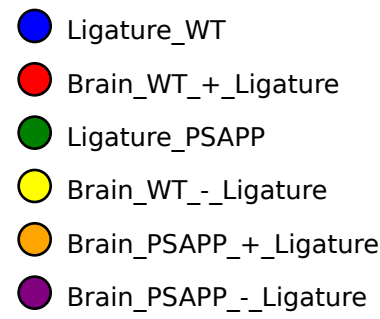 Ligature_WT
Brain_WT_+_Ligature
Ligature_PSAPP
Brain_WT_-_Ligature
Brain_PSAPP_+_Ligature
Brain_PSAPP_-_Ligature